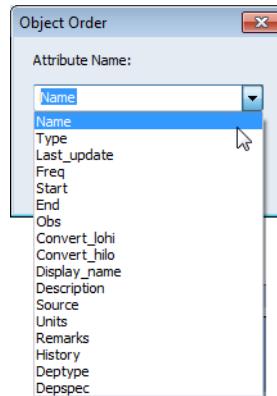 Object Order
Attribute Name:
Name
Name
Type
Last_update
Freq
Start
End
Obs
Convert_lohi
Convert_hilo
Display_name
Description
Source
Units
Remarks
History
Deptype
Depspec